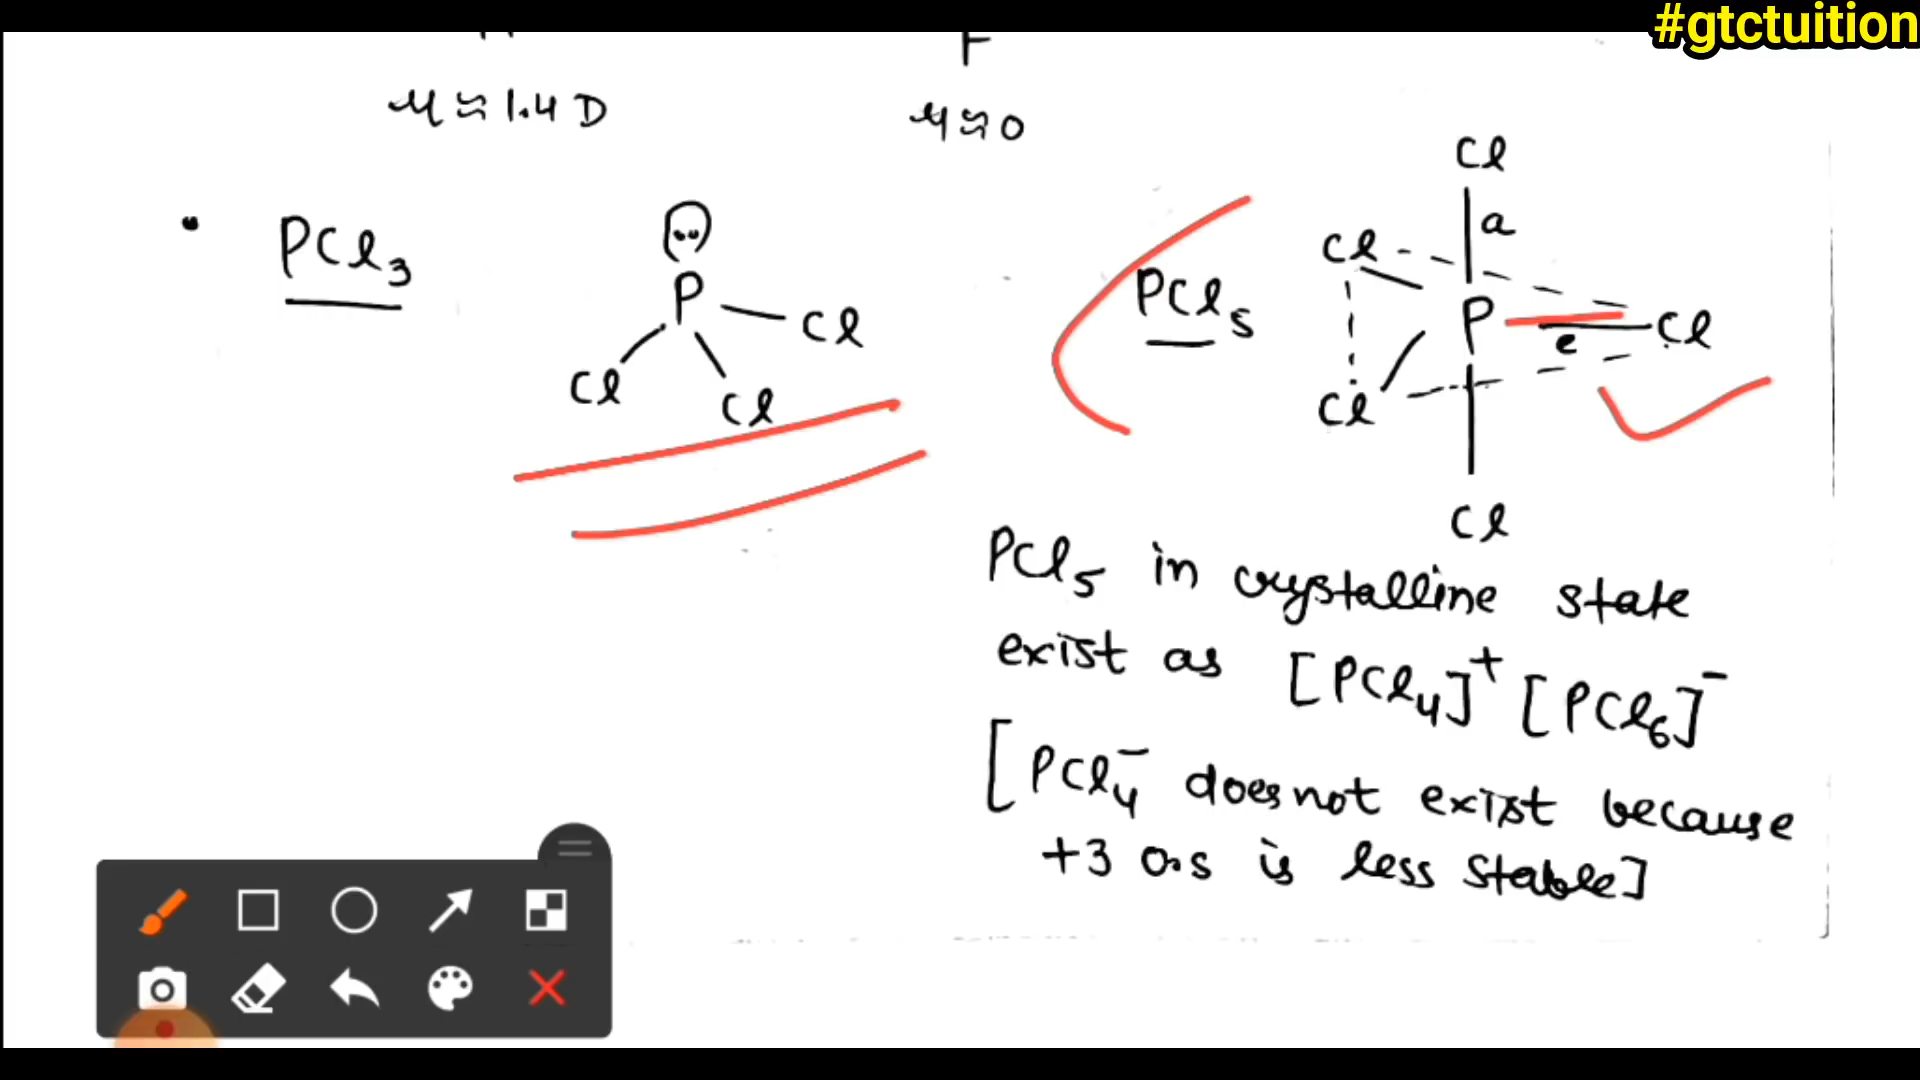 #gtctuition
F
μ ≈ 1.4 D
μ ≈ 0
• PCl₃
P
Cl
Cl
Cl
PCl₅
Cl
a
Cl
P
Cl
e
Cl
Cl
PCl₅ in crystalline state
exist as [PCl₄]⁺ [PCl₆]⁻
[PCl₄⁻ does not exist because
+3 o.s is less stable]